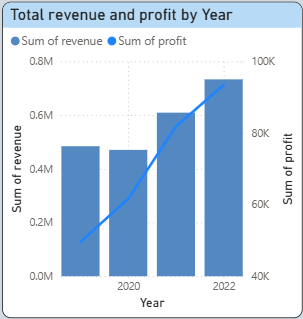 Total revenue and profit by Year
Sum of revenue Sum of profit
0.8M 100K
0.6M 80K
0.4M 60K
0.2M
0.0M 40K
Sum of revenue
Sum of profit
2020 2022
Year